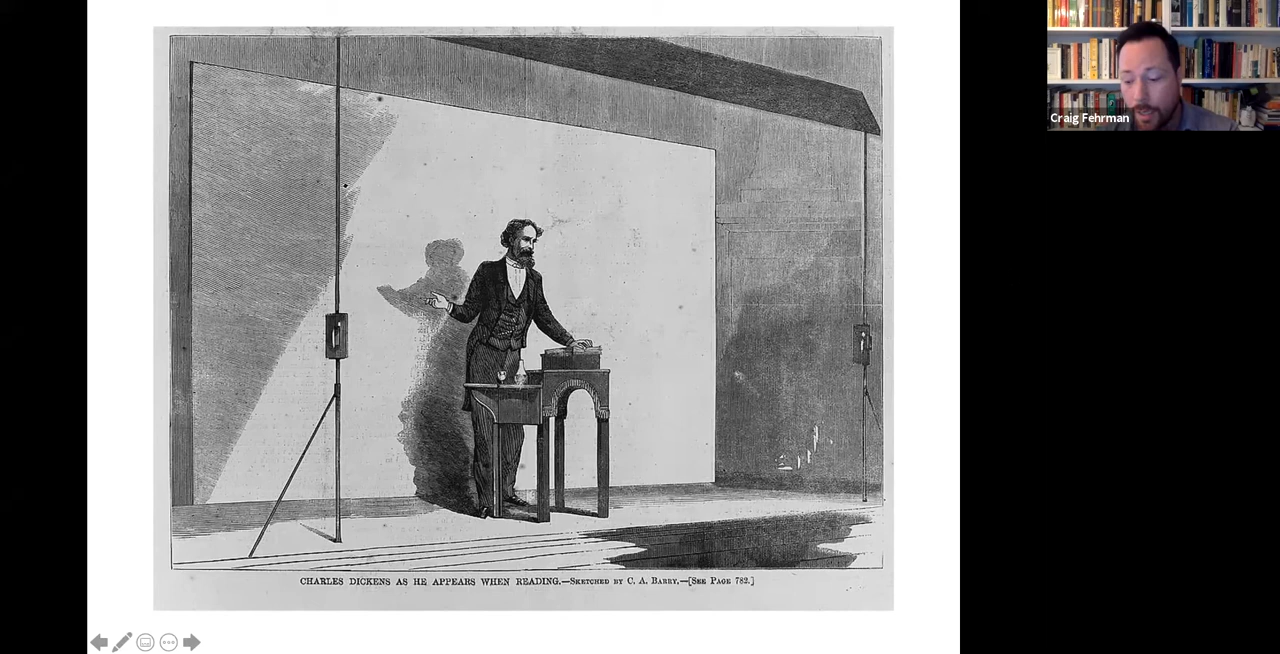 Craig Fehrman
CHARLES DICKENS AS HE APPEARS WHEN READING.—SKETCHED BY C. A. BARRY.—[SEE PAGE 782.]